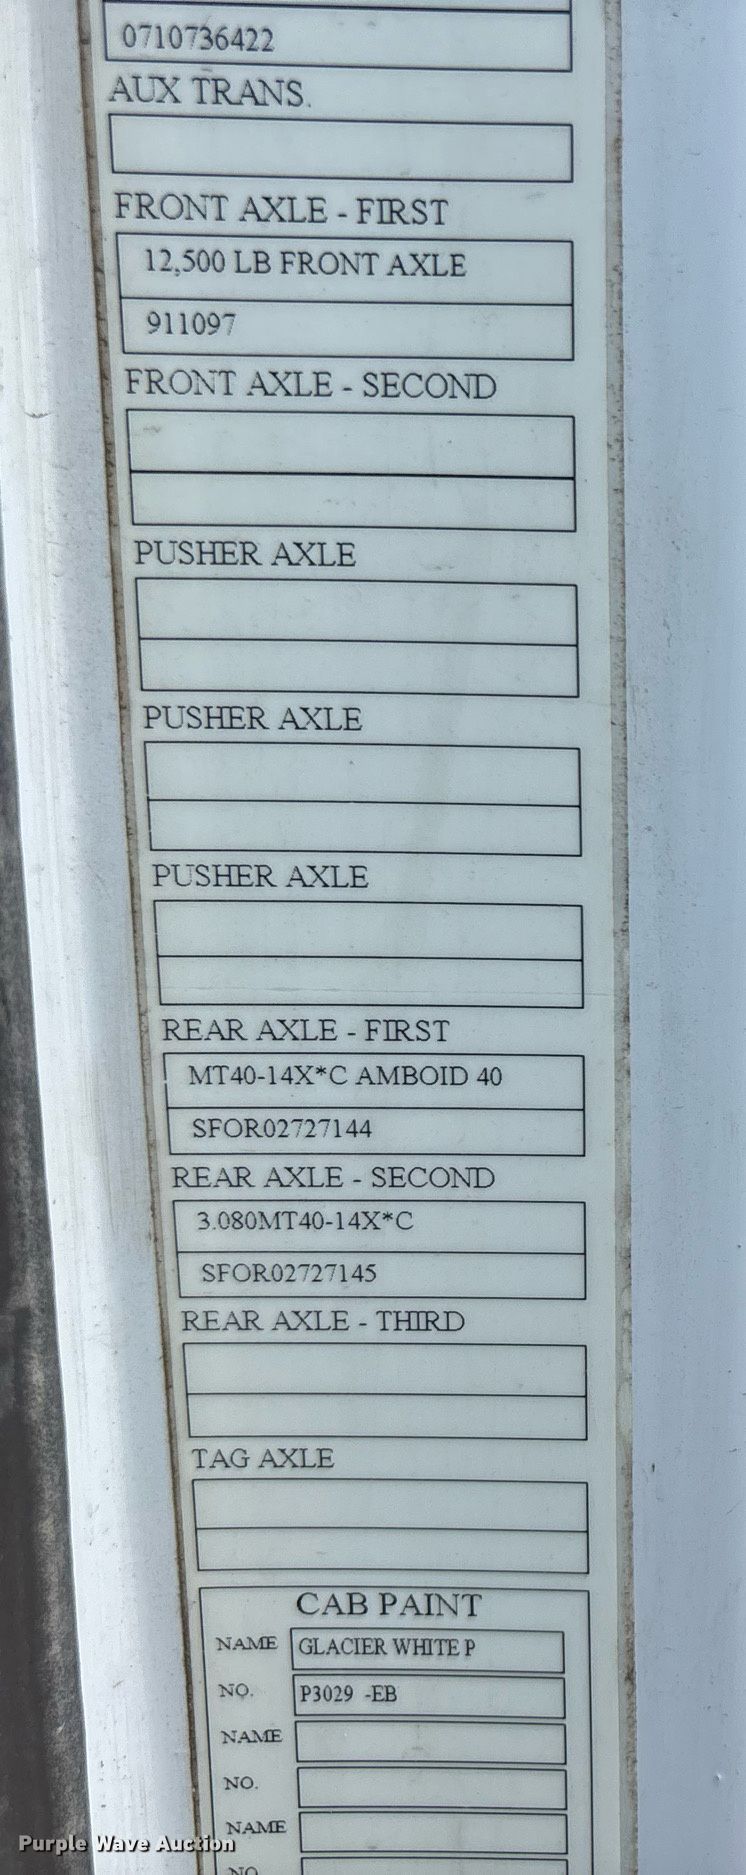 0710736422
AUX TRANS.
FRONT AXLE - FIRST
12,500 LB FRONT AXLE
911097
FRONT AXLE - SECOND
PUSHER AXLE
PUSHER AXLE
PUSHER AXLE
REAR AXLE - FIRST
MT40-14X*C AMBOID 40
SFOR02727144
REAR AXLE - SECOND
3.080MT40-14X*C
SFOR02727145
REAR AXLE - THIRD
TAG AXLE
CAB PAINT
NAME GLACIER WHITE P
NO. P3029 -EB
NAME
NO.
NAME
NO.
Purple Wave Auction